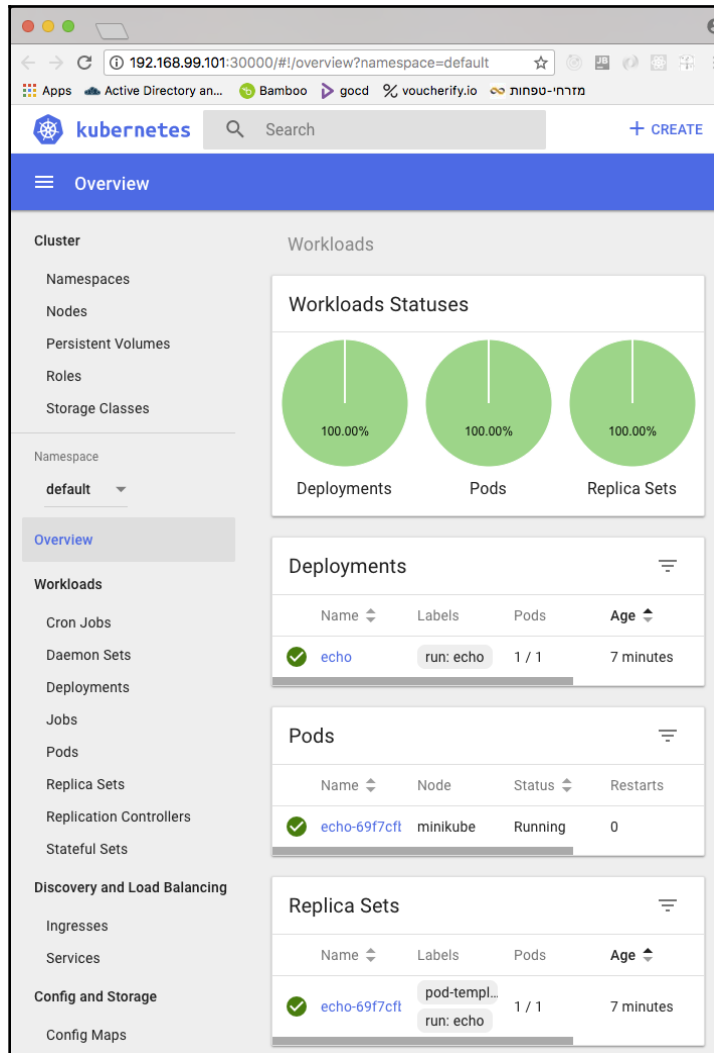 192.168.99.101:30000/#!/overview?namespace=default
Apps Active Directory an... Bamboo gocd voucherify.io מזרחי-טפחות
kubernetes Search + CREATE
Overview
Cluster
Namespaces
Nodes
Persistent Volumes
Roles
Storage Classes
Namespace
default
Overview
Workloads
Cron Jobs
Daemon Sets
Deployments
Jobs
Pods
Replica Sets
Replication Controllers
Stateful Sets
Discovery and Load Balancing
Ingresses
Services
Config and Storage
Config Maps
Workloads
Workloads Statuses
100.00% 100.00% 100.00%
Deployments Pods Replica Sets
Deployments
Name Labels Pods Age
echo run: echo 1 / 1 7 minutes
Pods
Name Node Status Restarts
echo-69f7cfb minikube Running 0
Replica Sets
Name Labels Pods Age
echo-69f7cfb pod-templ... 1 / 1 7 minutes
run: echo